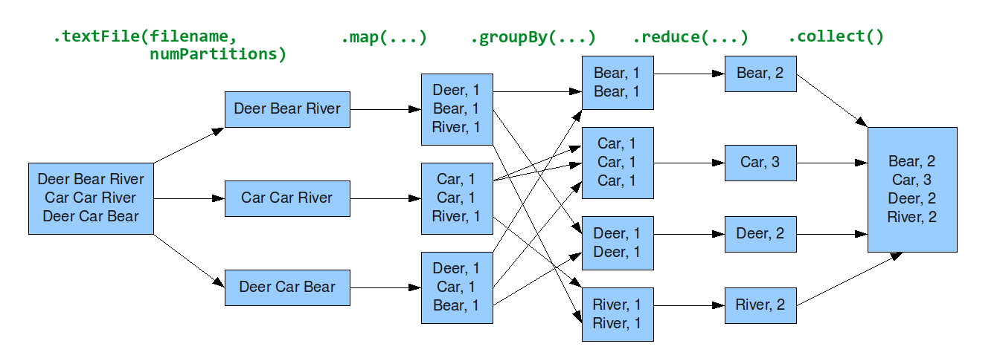 .textFile(filename,
numPartitions)
.map(...)
.groupBy(...)
.reduce(...)
.collect()
Deer Bear River
Car Car River
Deer Car Bear
Deer Bear River
Car Car River
Deer Car Bear
Deer, 1
Bear, 1
River, 1
Car, 1
Car, 1
River, 1
Deer, 1
Car, 1
Bear, 1
Bear, 1
Bear, 1
Car, 1
Car, 1
Car, 1
Deer, 1
Deer, 1
River, 1
River, 1
Bear, 2
Car, 3
Deer, 2
River, 2
Bear, 2
Car, 3
Deer, 2
River, 2